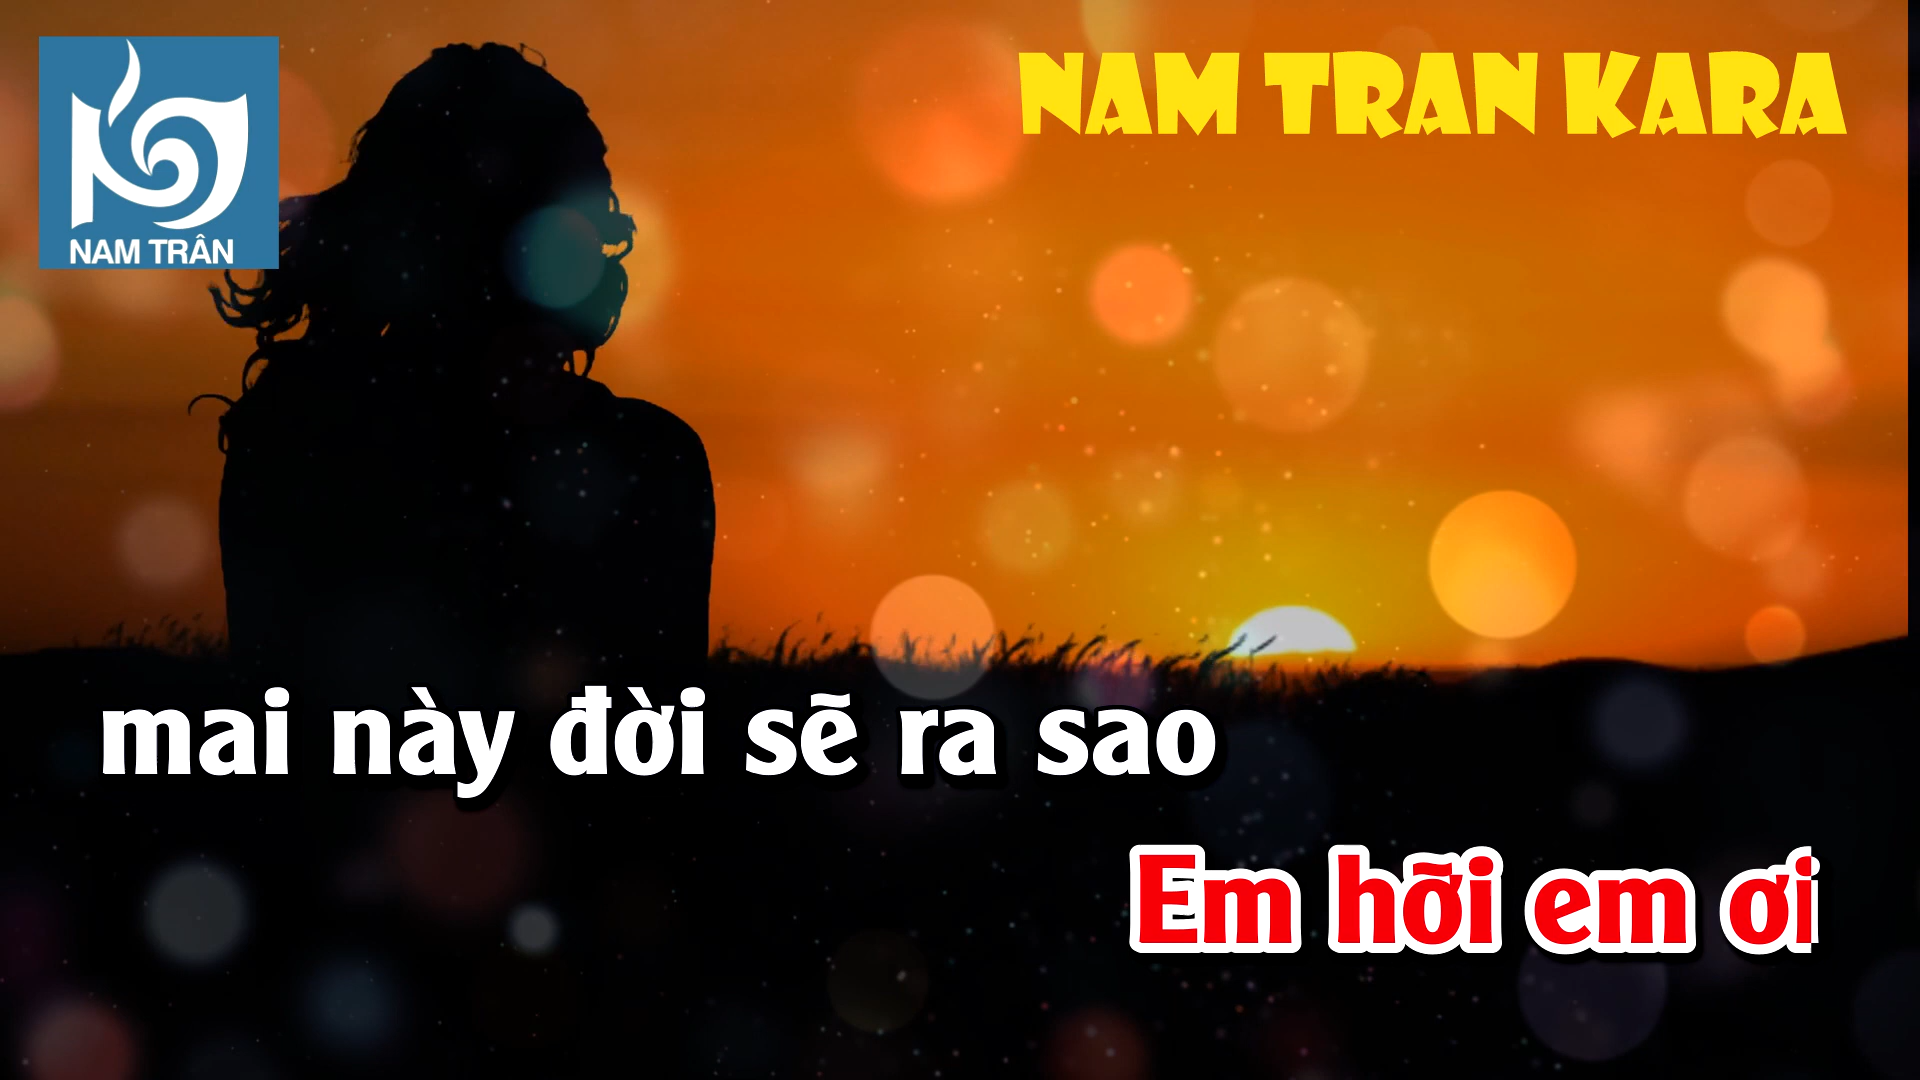 NAM TRAN KARA
NAM TRÂN
mai này đời sẽ ra sao
Em hỡi em ơi